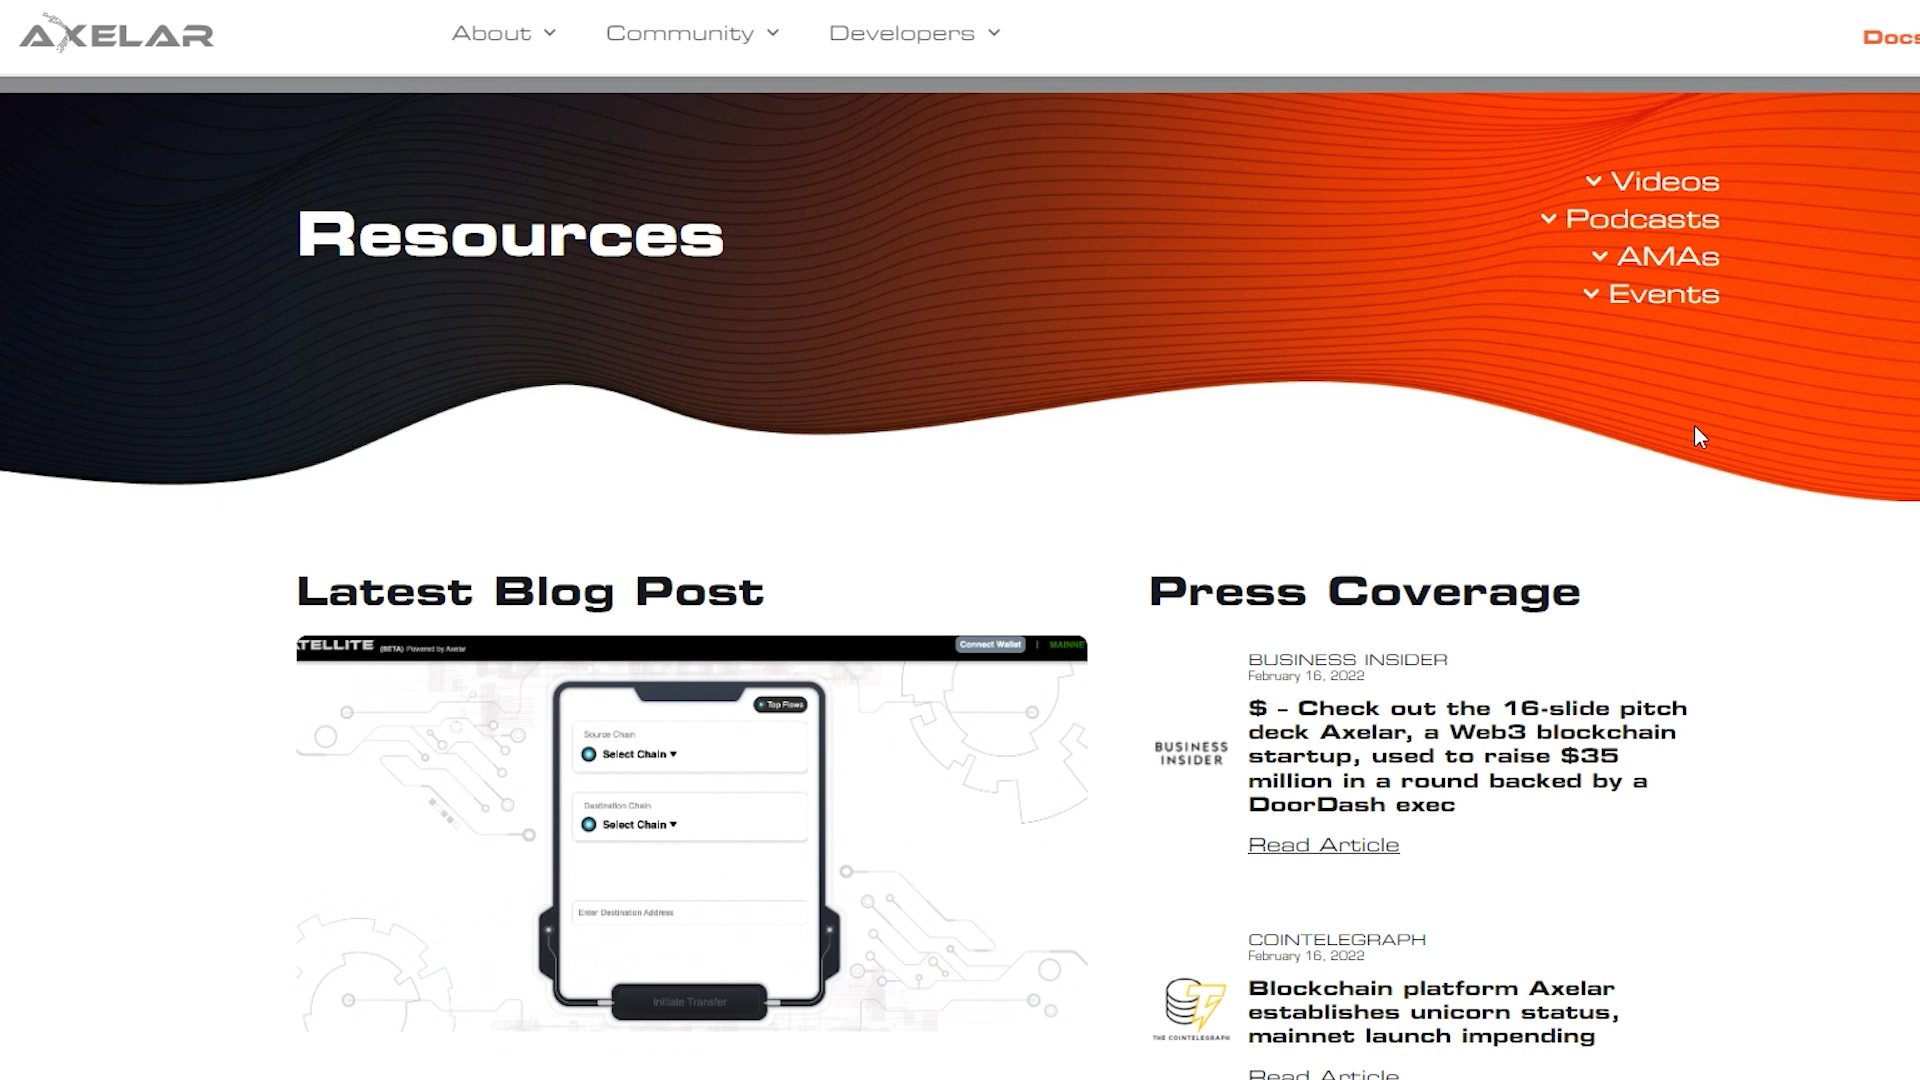 AXELAR
About
Community
Developers
Docs
Resources
Videos
Podcasts
AMAs
Events
Latest Blog Post
TELLITE (BETA) Powered by Axelar
Connect Wallet | MAINNE
Top Flows
Source Chain
Select Chain
Destination Chain
Select Chain
Enter Destination Address
Initiate Transfer
Press Coverage
BUSINESS INSIDER
February 16, 2022
BUSINESS
INSIDER
$ – Check out the 16-slide pitch
deck Axelar, a Web3 blockchain
startup, used to raise $35
million in a round backed by a
DoorDash exec
Read Article
COINTELEGRAPH
February 16, 2022
THE COINTELEGRAPH
Blockchain platform Axelar
establishes unicorn status,
mainnet launch impending
Read Article